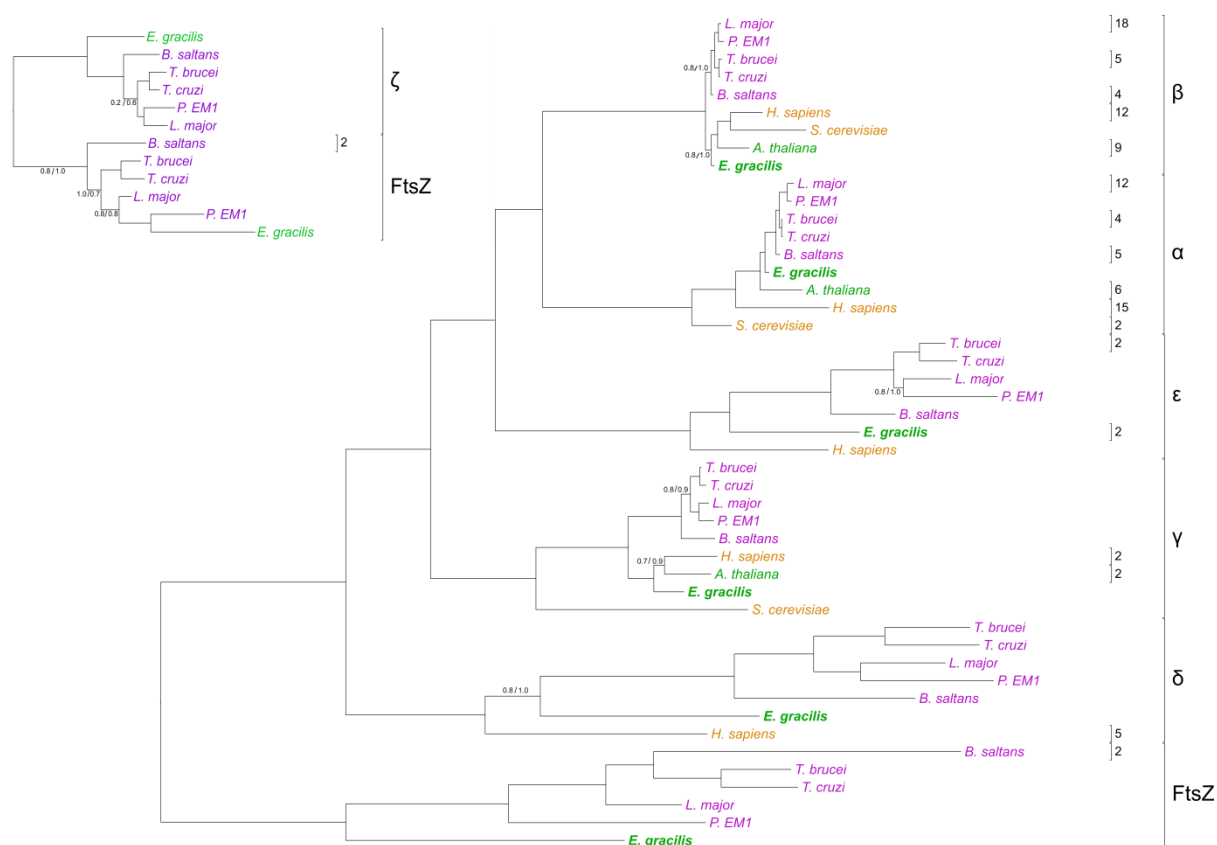 E. gracilis
B. saltans
T. brucei
T. cruzi
0.2/0.6
P. EM1
L. major
ζ
B. saltans
2
T. brucei
0.8/1.0
T. cruzi
1.0/0.7
L. major
0.8/0.8
P. EM1
E. gracilis
FtsZ
L. major
18
P. EM1
T. brucei
5
0.8/1.0
T. cruzi
B. saltans
4
H. sapiens
12
S. cerevisiae
A. thaliana
9
0.8/1.0
E. gracilis
β
L. major
12
P. EM1
T. brucei
4
T. cruzi
B. saltans
5
E. gracilis
A. thaliana
6
H. sapiens
15
S. cerevisiae
2
α
T. brucei
2
T. cruzi
L. major
0.8/1.0
P. EM1
B. saltans
E. gracilis
2
H. sapiens
ε
T. brucei
T. cruzi
0.8/0.9
L. major
P. EM1
B. saltans
H. sapiens
2
0.7/0.9
A. thaliana
2
E. gracilis
S. cerevisiae
γ
T. brucei
T. cruzi
L. major
P. EM1
B. saltans
0.8/1.0
E. gracilis
H. sapiens
5
δ
B. saltans
2
T. brucei
T. cruzi
L. major
P. EM1
E. gracilis
FtsZ